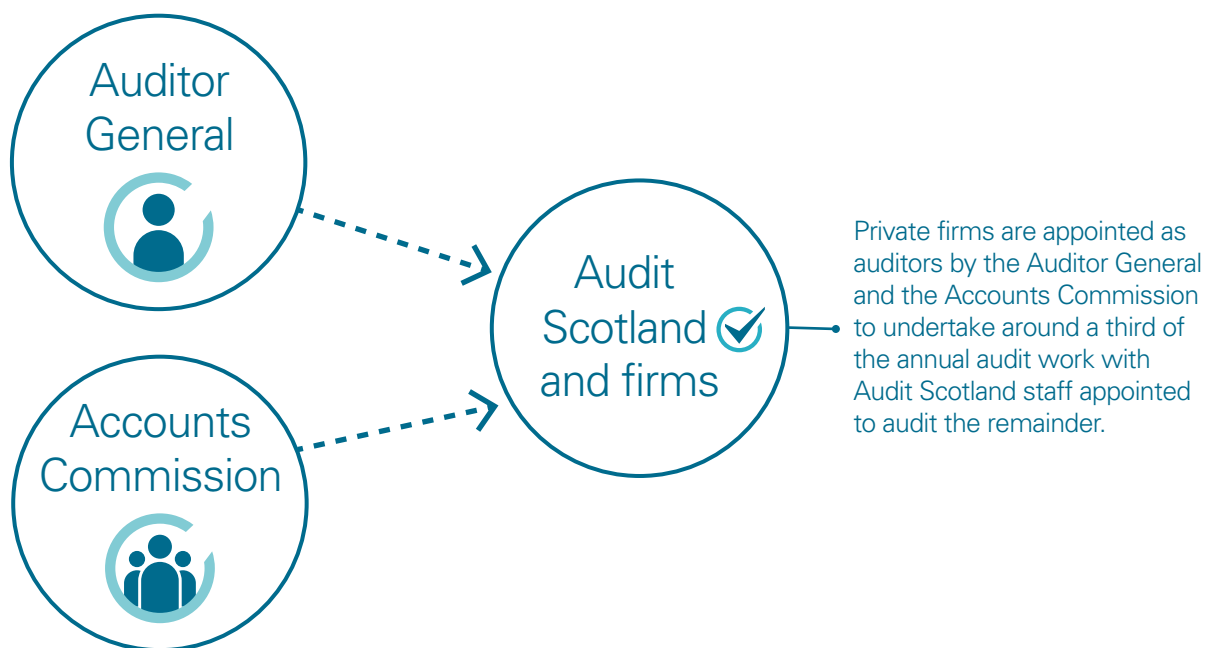 Auditor
General
Accounts
Commission
Audit
Scotland
and firms
Private firms are appointed as
auditors by the Auditor General
and the Accounts Commission
to undertake around a third of
the annual audit work with
Audit Scotland staff appointed
to audit the remainder.